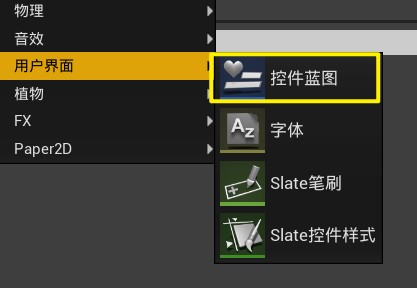 物理
音效
用户界面
植物
FX
Paper2D
控件蓝图
字体
Slate笔刷
Slate控件样式